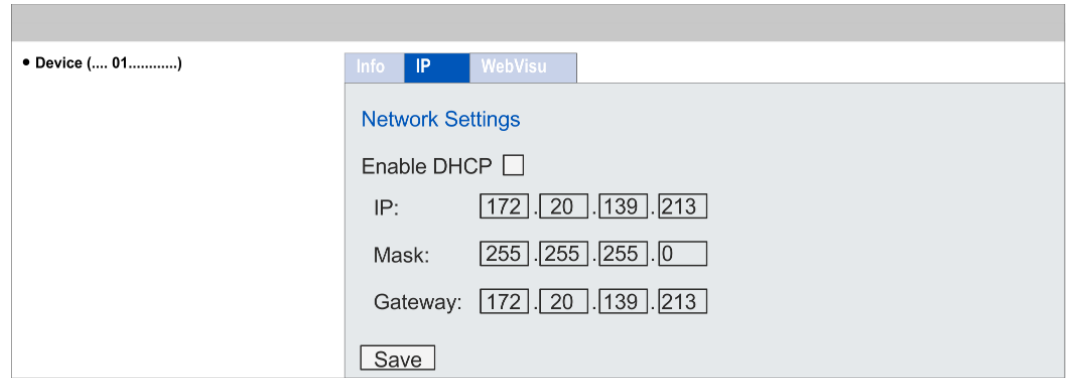 • Device (.... 01............)
Info IP WebVisu
Network Settings
Enable DHCP
IP: 172 . 20 . 139 . 213
Mask: 255 . 255 . 255 . 0
Gateway: 172 . 20 . 139 . 213
Save